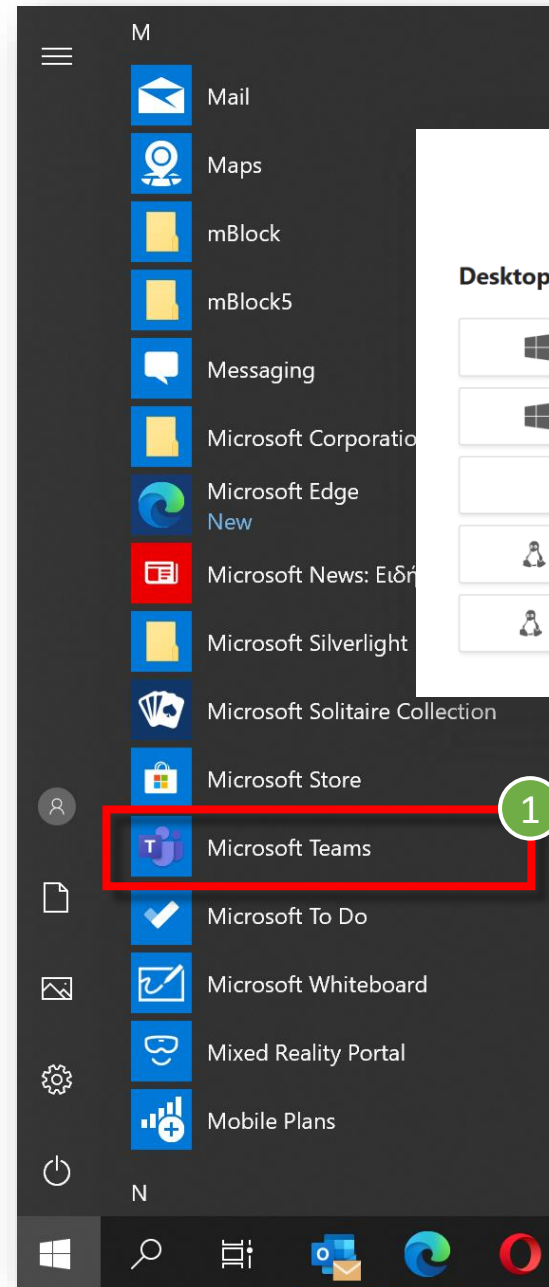 M
Mail
Maps
mBlock
Desktop
mBlock5
Messaging
Microsoft Corporatio
Microsoft Edge
New
Microsoft News: Ειδή
Microsoft Silverlight
Microsoft Solitaire Collection
Microsoft Store
1
Microsoft Teams
Microsoft To Do
Microsoft Whiteboard
Mixed Reality Portal
Mobile Plans
N